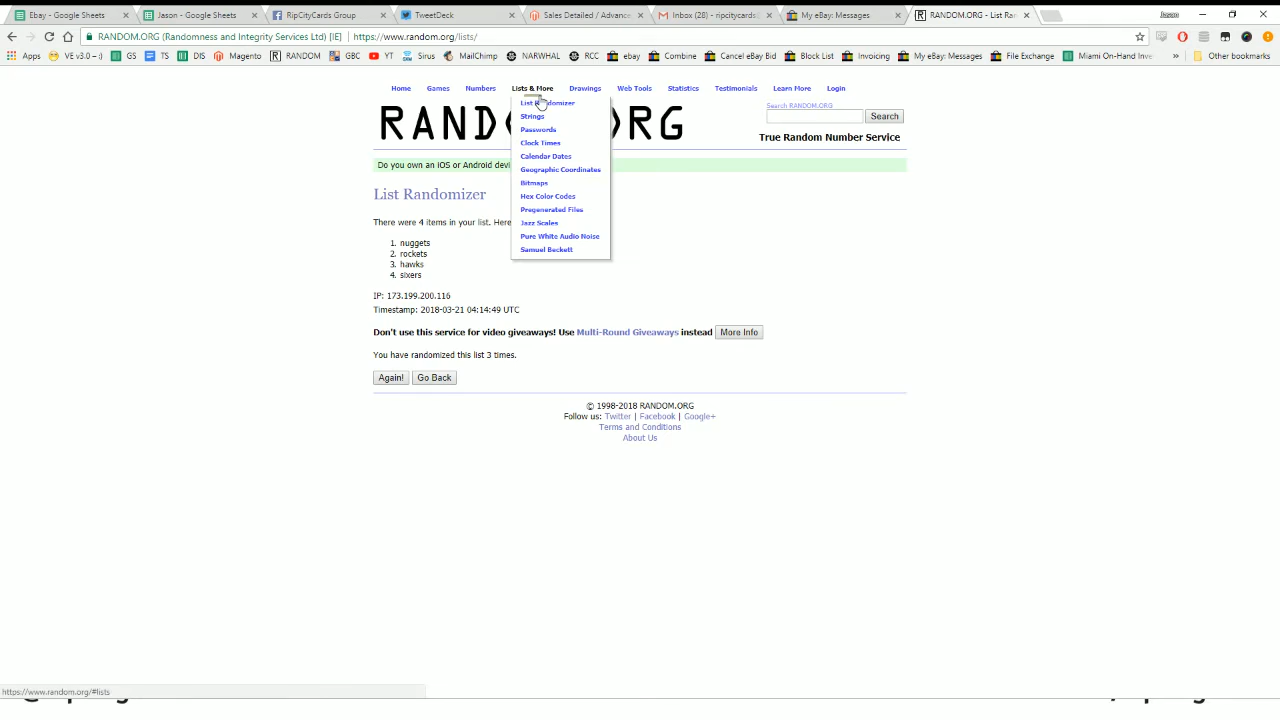 Ebay - Google Sheets × Jason - Google Sheets × RipCityCards Group × TweetDeck × Sales Detailed / Advance × Inbox (28) - ripcitycards@ × My eBay: Messages × RANDOM.ORG - List Ran ×
RANDOM.ORG (Randomness and Integrity Services Ltd) [IE] https://www.random.org/lists/
Apps VE v3:0) GS TS DIS Magento GBC YT Sirus MailChimp NARWHAL RCC ebay Combine Cancel eBay Bid Block List Invoicing My eBay: Messages File Exchange Miami On-Hand Inve » Other bookmarks
Home Games Numbers Lists & More Drawings Web Tools Statistics Testimonials Learn More Login
List Randomizer
Strings
Passwords
Clock Times
Calendar Dates
Geographic Coordinates
Bitmaps
Hex Color Codes
Pregenerated Files
Jazz Scales
Pure White Audio Noise
Samuel Beckett
Search RANDOM.ORG
Search
RAND RG
True Random Number Service
Do you own an iOS or Android devi
List Randomizer
There were 4 items in your list. Here
1. nuggets
2. rockets
3. hawks
4. sixers
IP: 173.199.200.116
Timestamp: 2018-03-21 04:14:49 UTC
Don't use this service for video giveaways! Use Multi-Round Giveaways instead More Info
You have randomized this list 3 times.
Again! Go Back
© 1998-2018 RANDOM.ORG
Follow us: Twitter | Facebook | Google+
Terms and Conditions
About Us
https://www.random.org/#lists